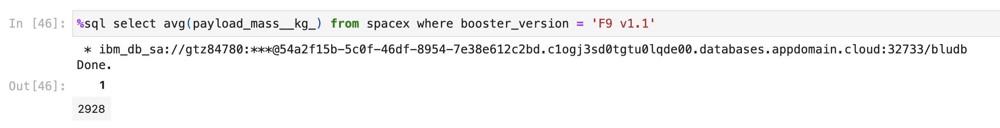 In [46]: %sql select avg(payload_mass__kg_) from spacex where booster_version = 'F9 v1.1'
* ibm_db_sa://gtz84780:***@54a2f15b-5c0f-46df-8954-7e38e612c2bd.c1ogj3sd0tgtu0lqde00.databases.appdomain.cloud:32733/bludb
Done.
Out[46]: 1
2928